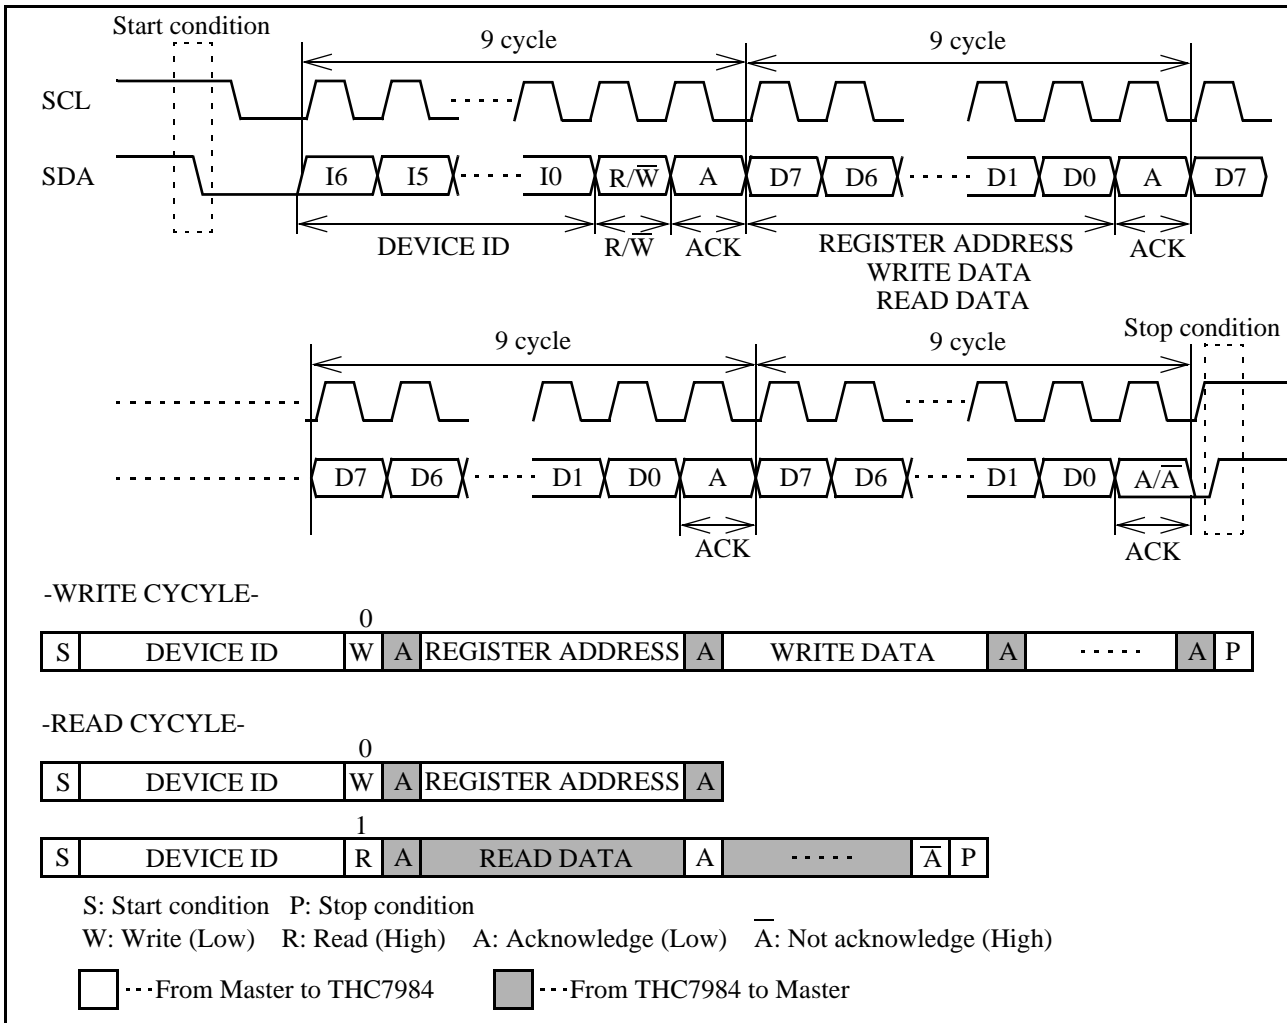 Start condition
9 cycle 9 cycle
SCL
SDA I6 I5 I0 R/W̅ A D7 D6 D1 D0 A D7
DEVICE ID R/W̅ ACK REGISTER ADDRESS ACK
WRITE DATA
READ DATA
Stop condition
9 cycle 9 cycle
D7 D6 D1 D0 A D7 D6 D1 D0 A/A̅
ACK ACK
-WRITE CYCYLE-
0
S DEVICE ID W A REGISTER ADDRESS A WRITE DATA A ····· A P
-READ CYCYLE-
0
S DEVICE ID W A REGISTER ADDRESS A
1
S DEVICE ID R A READ DATA A ····· A̅ P
S: Start condition P: Stop condition
W: Write (Low) R: Read (High) A: Acknowledge (Low) A̅: Not acknowledge (High)
···From Master to THC7984 ···From THC7984 to Master